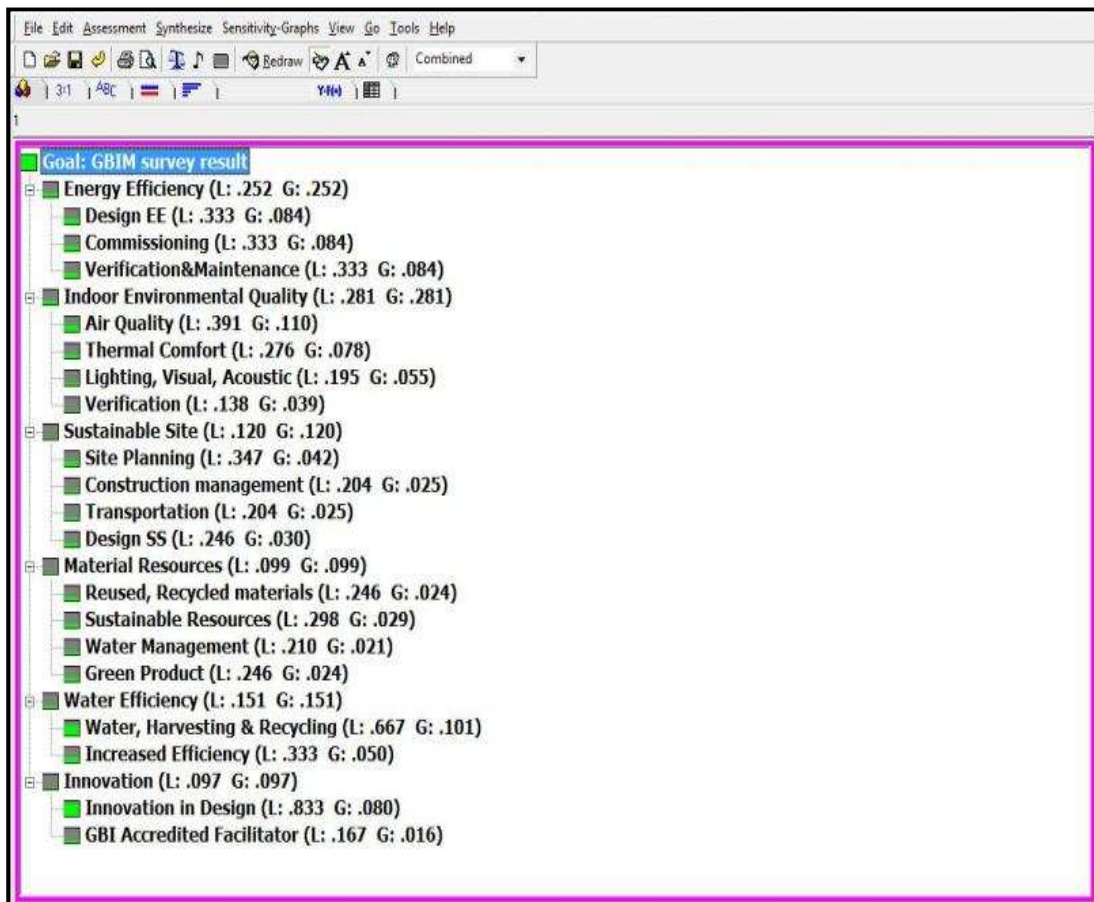 File Edit Assessment Synthesize Sensitivity-Graphs View Go Tools Help
Redraw A A Combined
3:1 ABC Y-f(x)
1
Goal: GBIM survey result
Energy Efficiency (L: .252 G: .252)
Design EE (L: .333 G: .084)
Commissioning (L: .333 G: .084)
Verification&Maintenance (L: .333 G: .084)
Indoor Environmental Quality (L: .281 G: .281)
Air Quality (L: .391 G: .110)
Thermal Comfort (L: .276 G: .078)
Lighting, Visual, Acoustic (L: .195 G: .055)
Verification (L: .138 G: .039)
Sustainable Site (L: .120 G: .120)
Site Planning (L: .347 G: .042)
Construction management (L: .204 G: .025)
Transportation (L: .204 G: .025)
Design SS (L: .246 G: .030)
Material Resources (L: .099 G: .099)
Reused, Recycled materials (L: .246 G: .024)
Sustainable Resources (L: .298 G: .029)
Water Management (L: .210 G: .021)
Green Product (L: .246 G: .024)
Water Efficiency (L: .151 G: .151)
Water, Harvesting & Recycling (L: .667 G: .101)
Increased Efficiency (L: .333 G: .050)
Innovation (L: .097 G: .097)
Innovation in Design (L: .833 G: .080)
GBI Accredited Facilitator (L: .167 G: .016)